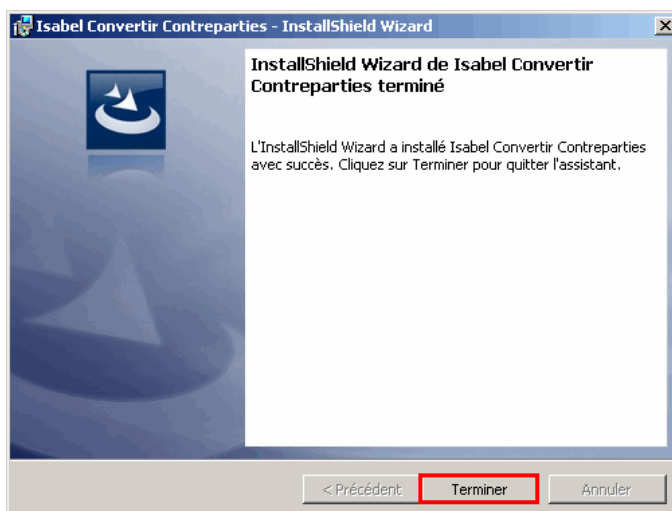 Isabel Convertir Contreparties - InstallShield Wizard
InstallShield Wizard de Isabel Convertir
Contreparties terminé
L'InstallShield Wizard a installé Isabel Convertir Contreparties
avec succès. Cliquez sur Terminer pour quitter l'assistant.
< Précédent Terminer Annuler